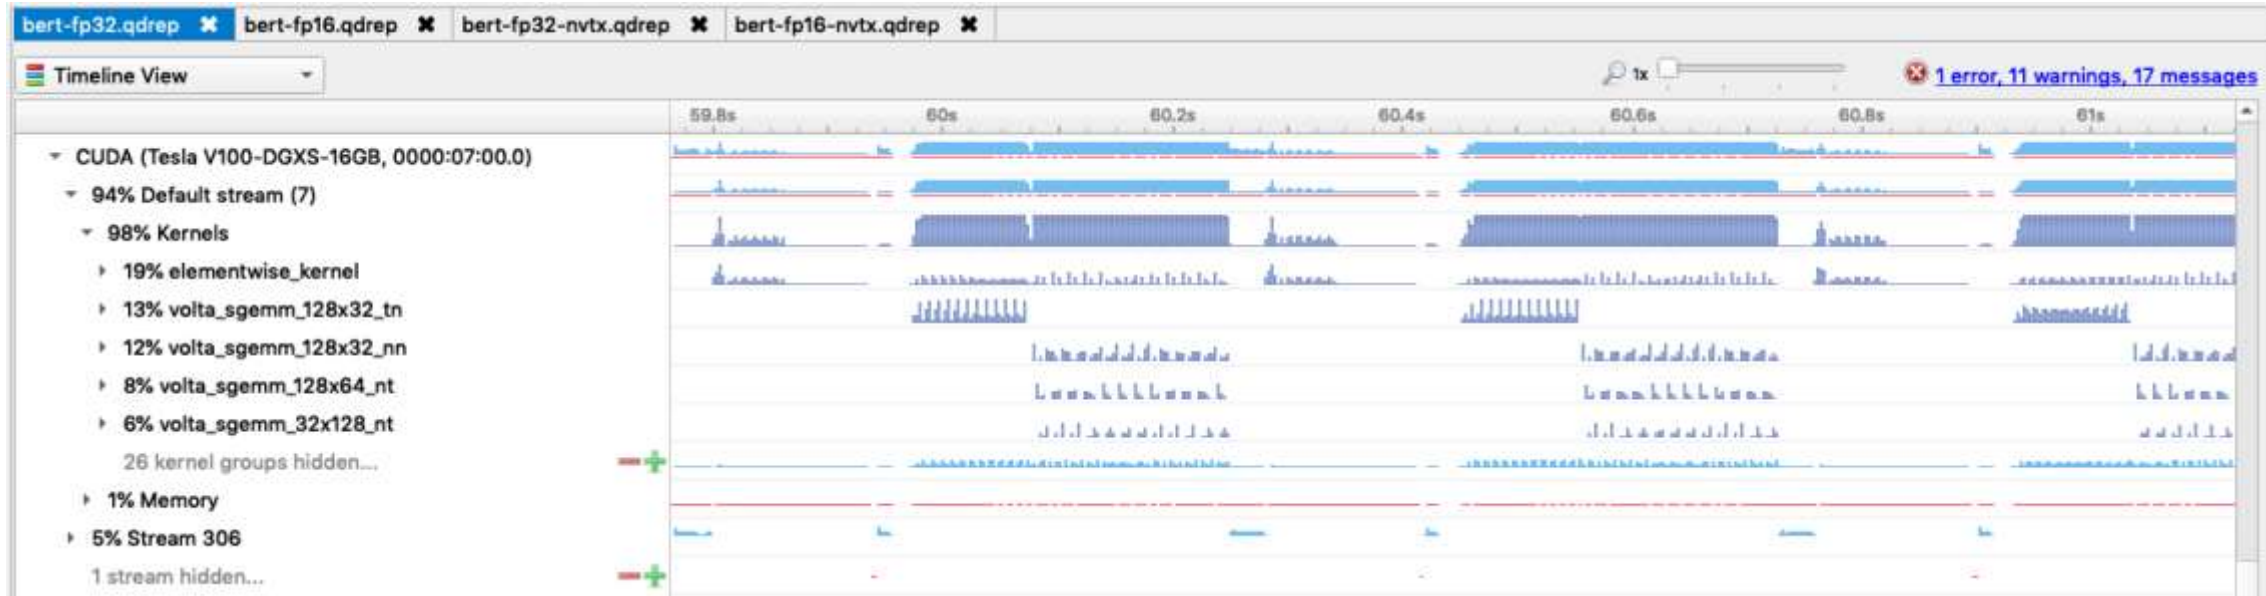 bert-fp32.qdrep ✖ bert-fp16.qdrep ✖ bert-fp32-nvtx.qdrep ✖ bert-fp16-nvtx.qdrep ✖
Timeline View 1x 1 error, 11 warnings, 17 messages
59.8s 60s 60.2s 60.4s 60.6s 60.8s 61s
CUDA (Tesla V100-DGXS-16GB, 0000:07:00.0)
94% Default stream (7)
98% Kernels
19% elementwise_kernel
13% volta_sgemm_128x32_tn
12% volta_sgemm_128x32_nn
8% volta_sgemm_128x64_nt
6% volta_sgemm_32x128_nt
26 kernel groups hidden...
1% Memory
5% Stream 306
1 stream hidden...